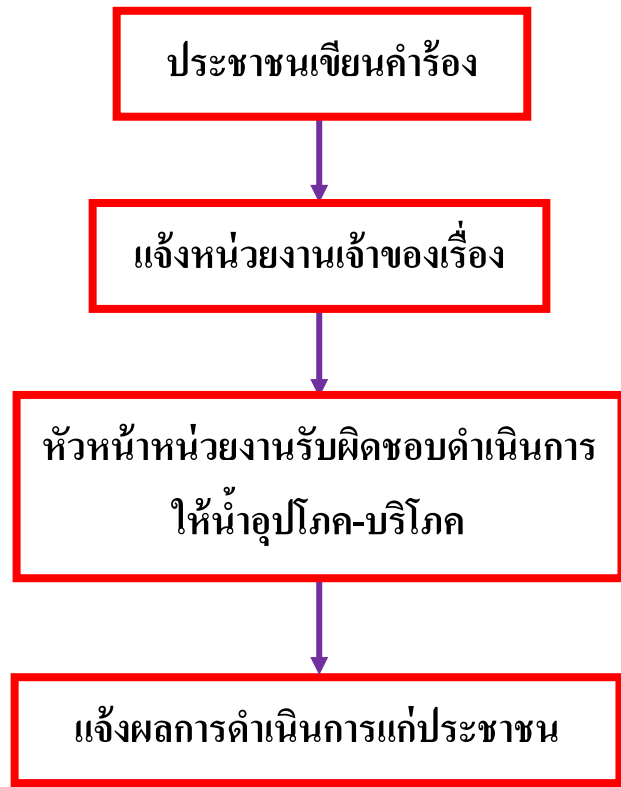 ประชาชนเขียนคำร้อง
แจ้งหน่วยงานเจ้าของเรื่อง
หัวหน้าหน่วยงานรับผิดชอบดำเนินการ
ให้น้ำอุปโภค-บริโภค
แจ้งผลการดำเนินการแก่ประชาชน